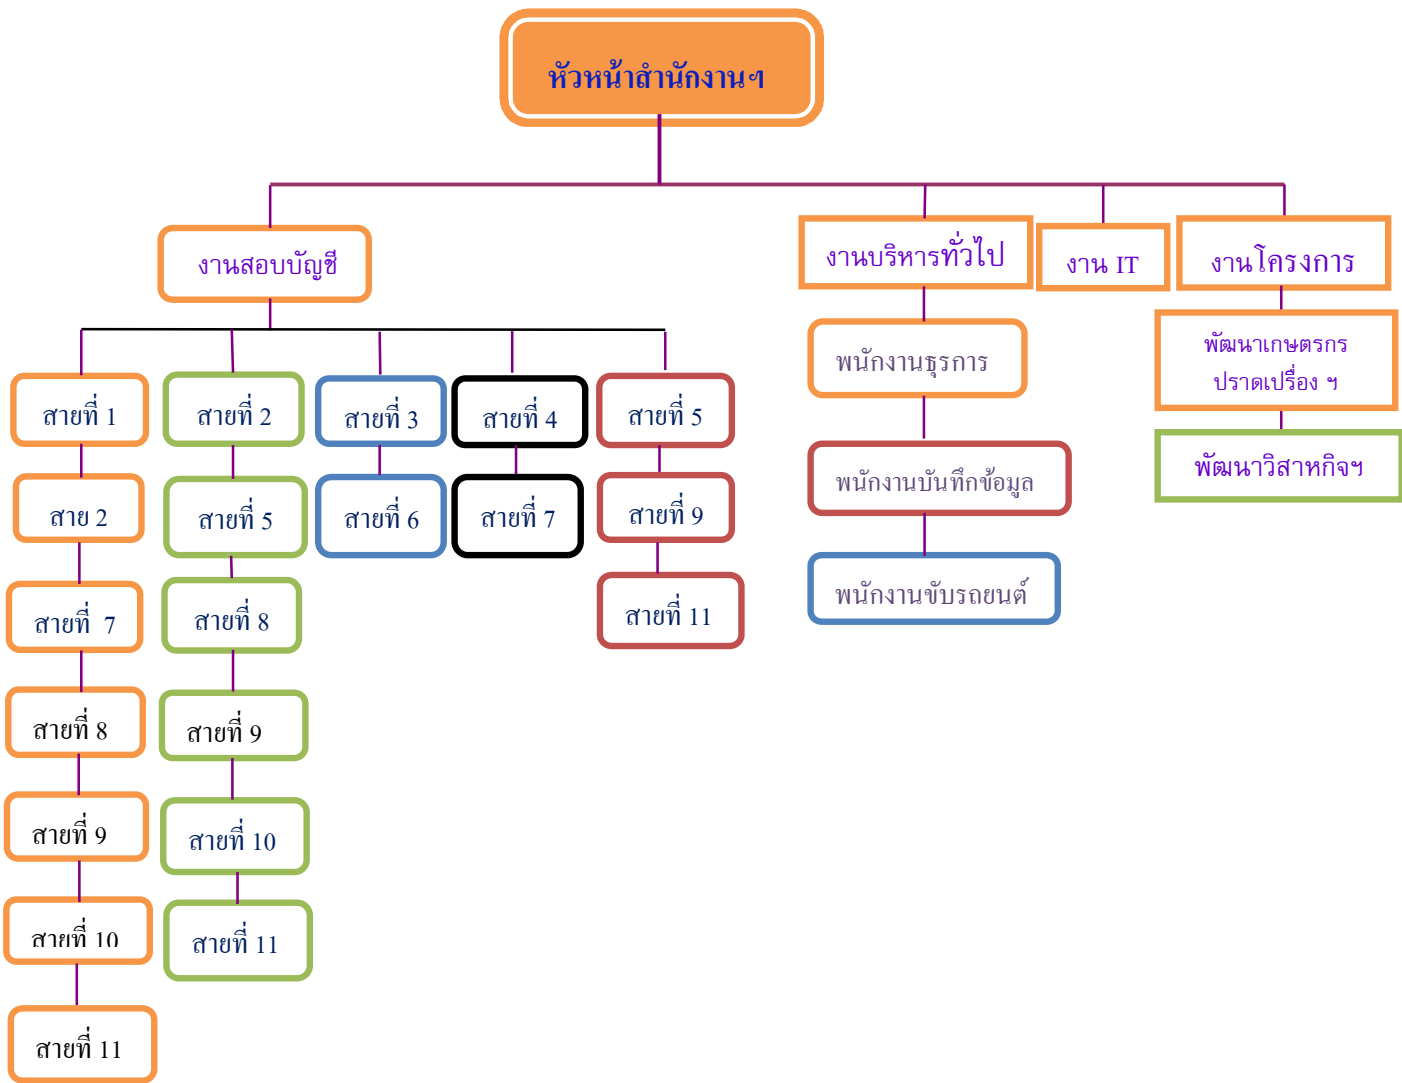 หัวหน้าสำนักงานฯ
งานสอบบัญชี
งานบริหารทั่วไป
งาน IT
งานโครงการ
พนักงานธุรการ
พนักงานบันทึกข้อมูล
พนักงานขับรถยนต์
พัฒนาเกษตรกร
ปราดเปรื่อง ฯ
พัฒนาวิสาหกิจฯ
สายที่ 1
สาย 2
สายที่ 7
สายที่ 8
สายที่ 9
สายที่ 10
สายที่ 11
สายที่ 2
สายที่ 5
สายที่ 8
สายที่ 9
สายที่ 10
สายที่ 11
สายที่ 3
สายที่ 6
สายที่ 4
สายที่ 7
สายที่ 5
สายที่ 9
สายที่ 11